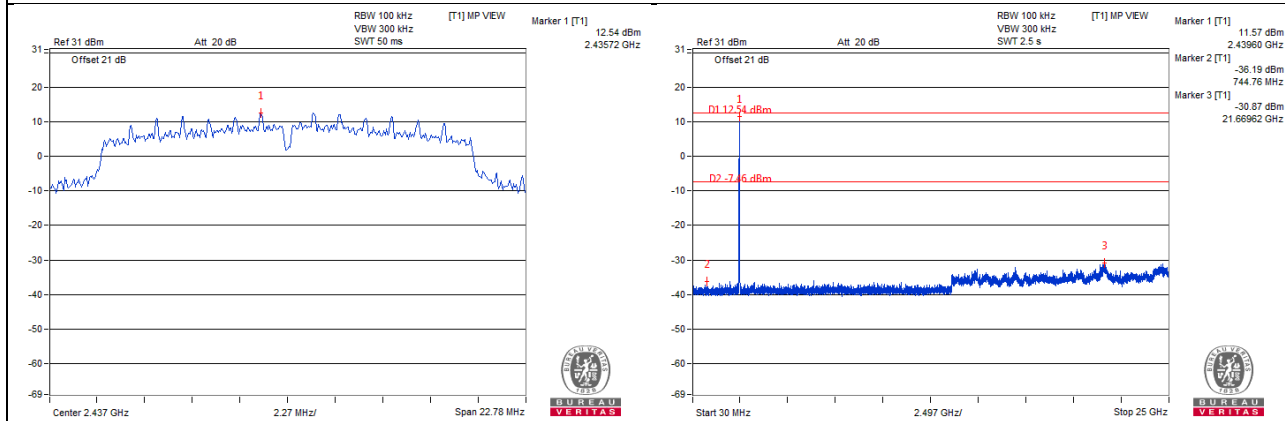 RBW 100 kHz [T1] MP VIEW
VBW 300 kHz
Ref 31 dBm Att 20 dB SWT 50 ms
Marker 1 [T1]
12.54 dBm
2.43572 GHz
31
Offset 21 dB
20
10
0
-10
-20
-30
-40
-50
-60
-69
1
Center 2.437 GHz 2.27 MHz/ Span 22.78 MHz
1828
BUREAU
VERITAS
RBW 100 kHz [T1] MP VIEW
VBW 300 kHz
Ref 31 dBm Att 20 dB SWT 2.5 s
Marker 1 [T1]
11.57 dBm
2.43960 GHz
Marker 2 [T1]
-36.19 dBm
744.76 MHz
Marker 3 [T1]
-30.87 dBm
21.66962 GHz
31
Offset 21 dB
20
10
0
-10
-20
-30
-40
-50
-60
-69
1
D1 12.54 dBm
D2 -7.46 dBm
2
3
Start 30 MHz 2.497 GHz/ Stop 25 GHz
1828
BUREAU
VERITAS